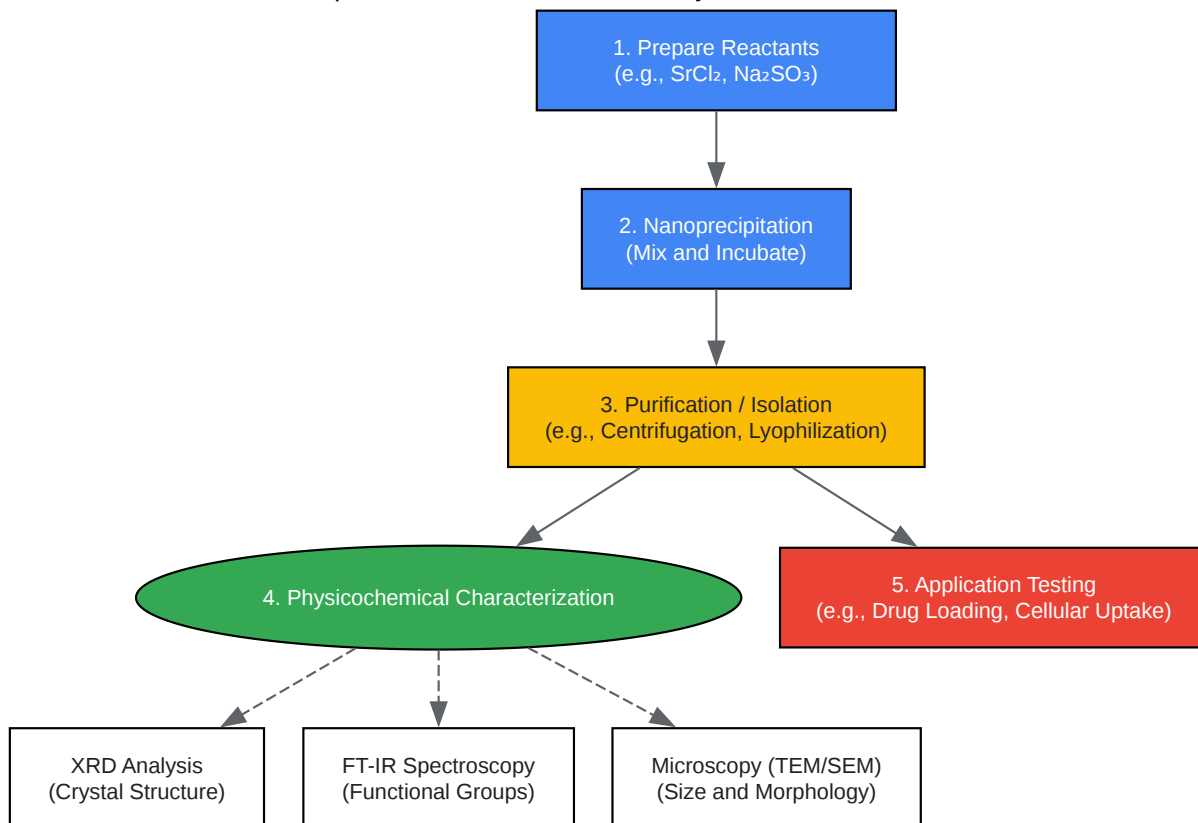 1. Prepare Reactants
(e.g., SrCl₂, Na₂SO₃)
2. Nanoprecipitation
(Mix and Incubate)
3. Purification / Isolation
(e.g., Centrifugation, Lyophilization)
4. Physicochemical Characterization
5. Application Testing
(e.g., Drug Loading, Cellular Uptake)
XRD Analysis
(Crystal Structure)
FT-IR Spectroscopy
(Functional Groups)
Microscopy (TEM/SEM)
(Size and Morphology)